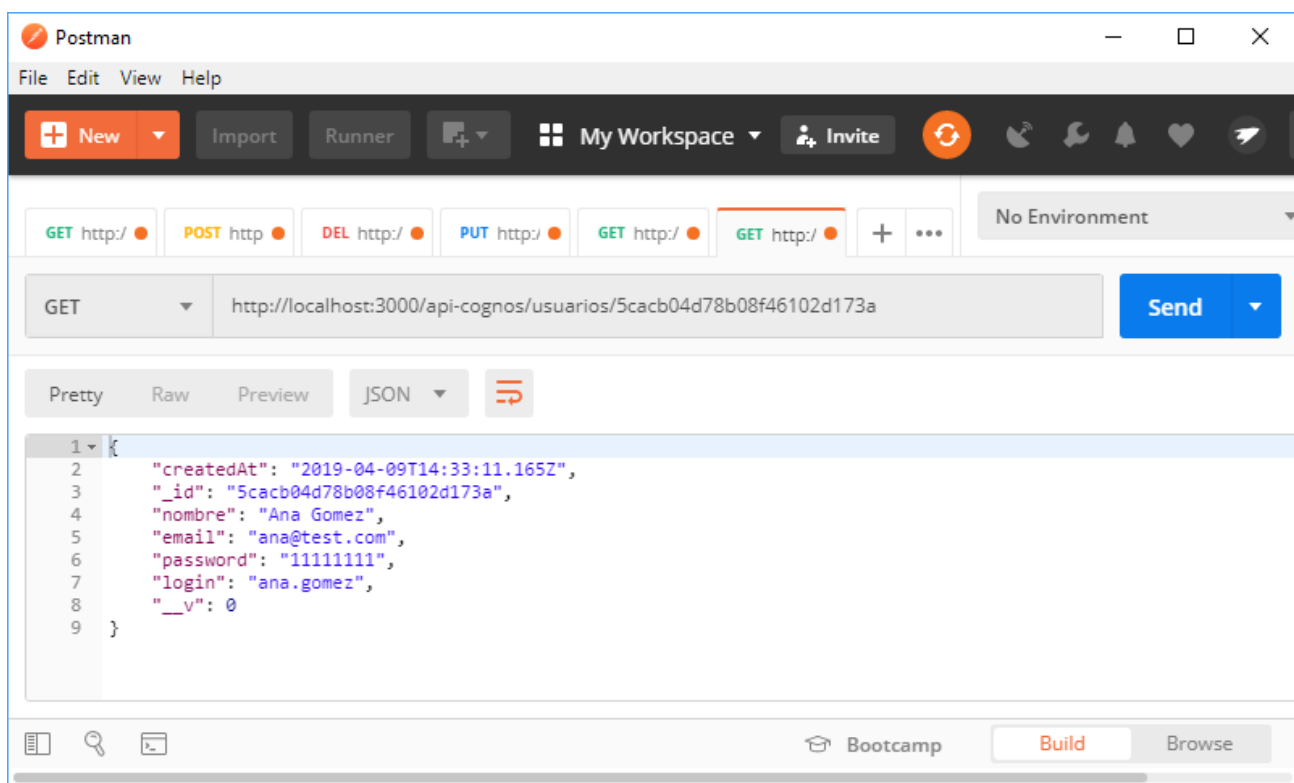 Postman
File Edit View Help
New Import Runner My Workspace Invite
GET http:/ POST http DEL http:/ PUT http:/ GET http:/ GET http:/ + ••• No Environment
GET http://localhost:3000/api-cognos/usuarios/5cacb04d78b08f46102d173a Send
Pretty Raw Preview JSON
1 {
2 "createdAt": "2019-04-09T14:33:11.165Z",
3 "_id": "5cacb04d78b08f46102d173a",
4 "nombre": "Ana Gomez",
5 "email": "ana@test.com",
6 "password": "11111111",
7 "login": "ana.gomez",
8 "__v": 0
9 }
Bootcamp Build Browse